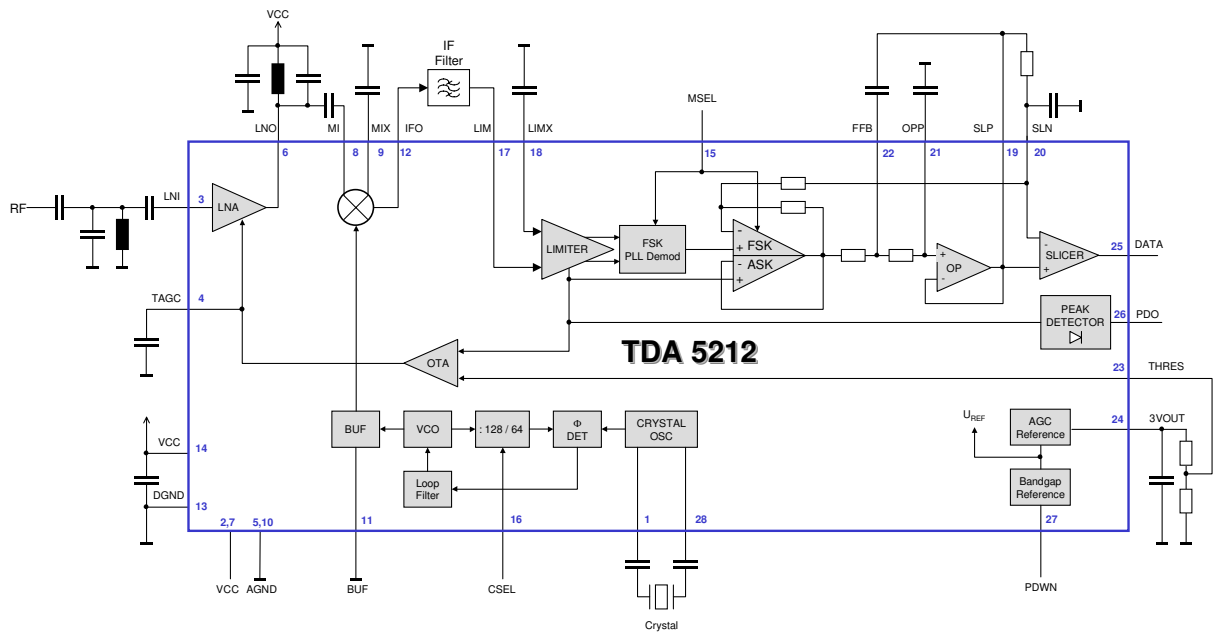 VCC
IF
Filter
MSEL
LNO
MI
MIX
IFO
LIM
LIMX
FFB
OPP
SLP
SLN
6
8
9
12
17
18
15
22
21
19
20
RF
LNI
3
LNA
LIMITER
FSK
PLL Demod
-
+ FSK
- ASK
+
+
OP
-
-
SLICER
+
25
DATA
TAGC
4
PEAK
DETECTOR
26
PDO
OTA
TDA 5212
23
THRES
BUF
VCO
: 128 / 64
Φ
DET
CRYSTAL
OSC
UREF
AGC
Reference
24
3VOUT
VCC
14
Loop
Filter
Bandgap
Reference
DGND
13
2,7
5,10
11
16
1
28
27
VCC
AGND
BUF
CSEL
PDWN
Crystal